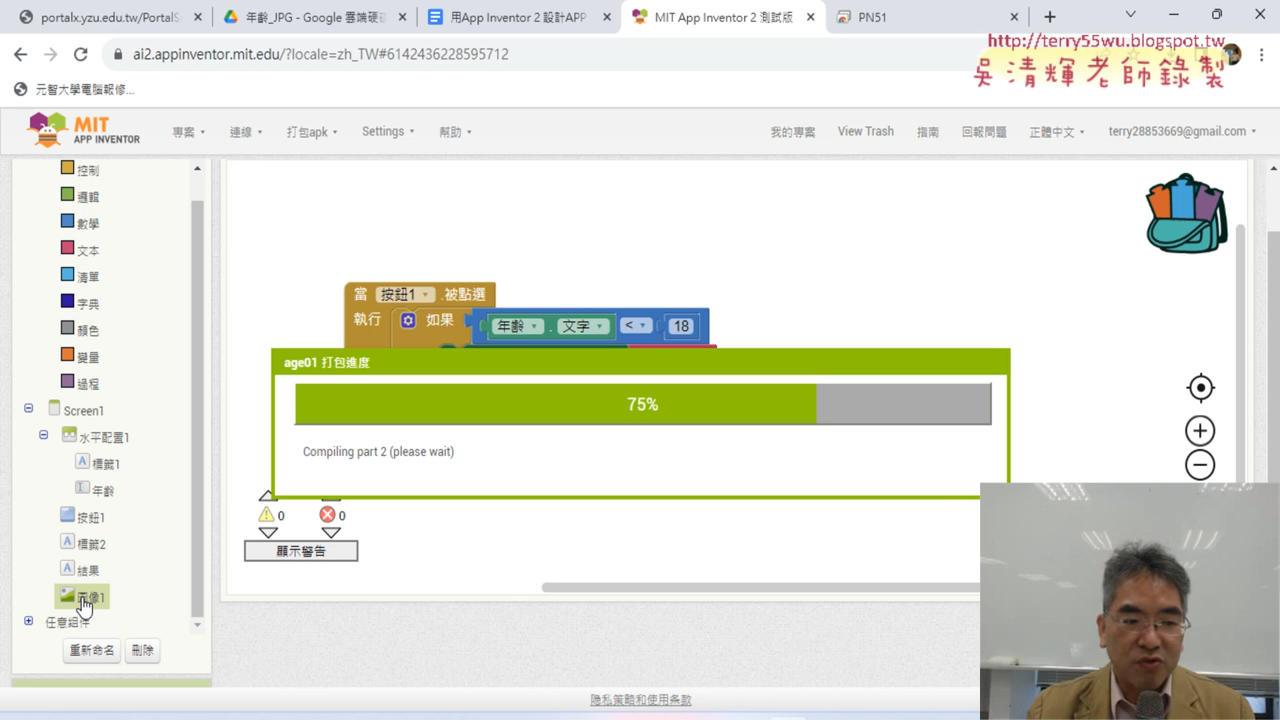 portalx.yzu.edu.tw/PortalS
年齡_JPG - Google 雲端硬
用App Inventor 2 設計APP
MIT App Inventor 2 測試版
PN51
ai2.appinventor.mit.edu/?locale=zh_TW#6142436228595712
http://terry55wu.blogspot.tw
吳清輝老師錄製
元智大學電腦報修...
MIT
APP INVENTOR
專案
連線
打包apk
Settings
幫助
我的專案
View Trash
指南
回報問題
正體中文
terry28853669@gmail.com
控制
邏輯
數學
文本
清單
字典
顏色
變量
過程
Screen1
水平配置1
標籤1
年齡
按鈕1
標籤2
結果
圖像1
任意組件
重新命名
刪除
當 按鈕1 .被點選
執行 如果 年齡 . 文字 < 18
age01 打包進度
75%
Compiling part 2 (please wait)
0
0
顯示警告
隐私策略和使用条款